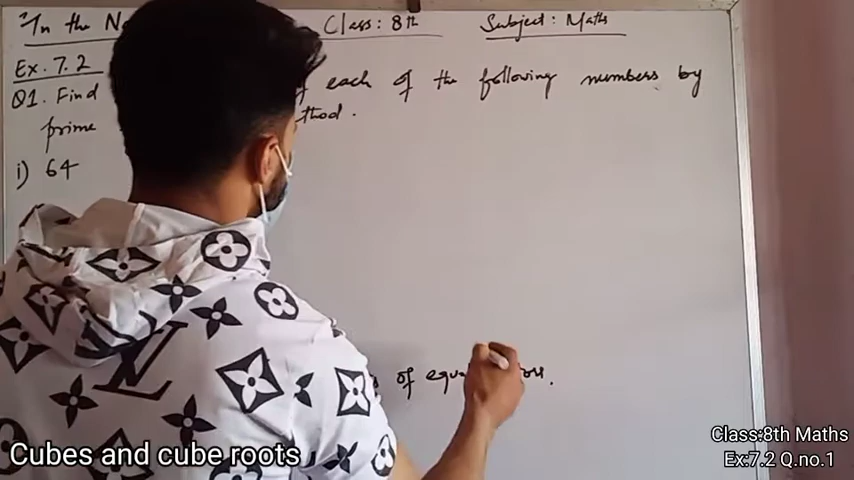 "In the Na Class: 8th Subject: Maths
Ex. 7.2
Q1. Find f each of the following numbers by
prime thod.
i) 64
of equ
Cubes and cube roots
Class:8th Maths
Ex:7.2 Q.no.1